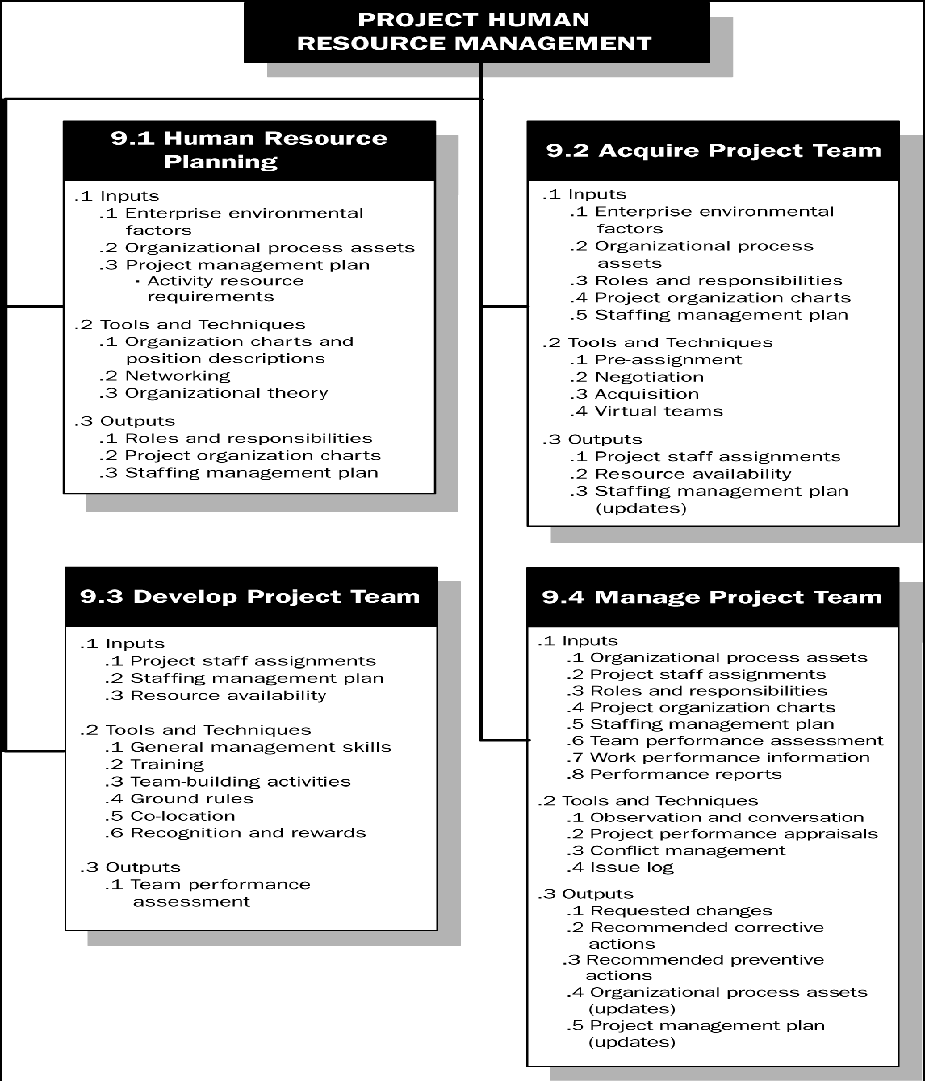 PROJECT HUMAN
RESOURCE MANAGEMENT
9.1 Human Resource
Planning
.1 Inputs
.1 Enterprise environmental
factors
.2 Organizational process assets
.3 Project management plan
· Activity resource
requirements
.2 Tools and Techniques
.1 Organization charts and
position descriptions
.2 Networking
.3 Organizational theory
.3 Outputs
.1 Roles and responsibilities
.2 Project organization charts
.3 Staffing management plan
9.2 Acquire Project Team
.1 Inputs
.1 Enterprise environmental
factors
.2 Organizational process
assets
.3 Roles and responsibilities
.4 Project organization charts
.5 Staffing management plan
.2 Tools and Techniques
.1 Pre-assignment
.2 Negotiation
.3 Acquisition
.4 Virtual teams
.3 Outputs
.1 Project staff assignments
.2 Resource availability
.3 Staffing management plan
(updates)
9.3 Develop Project Team
.1 Inputs
.1 Project staff assignments
.2 Staffing management plan
.3 Resource availability
.2 Tools and Techniques
.1 General management skills
.2 Training
.3 Team-building activities
.4 Ground rules
.5 Co-location
.6 Recognition and rewards
.3 Outputs
.1 Team performance
assessment
9.4 Manage Project Team
.1 Inputs
.1 Organizational process assets
.2 Project staff assignments
.3 Roles and responsibilities
.4 Project organization charts
.5 Staffing management plan
.6 Team performance assessment
.7 Work performance information
.8 Performance reports
.2 Tools and Techniques
.1 Observation and conversation
.2 Project performance appraisals
.3 Conflict management
.4 Issue log
.3 Outputs
.1 Requested changes
.2 Recommended corrective
actions
.3 Recommended preventive
actions
.4 Organizational process assets
(updates)
.5 Project management plan
(updates)